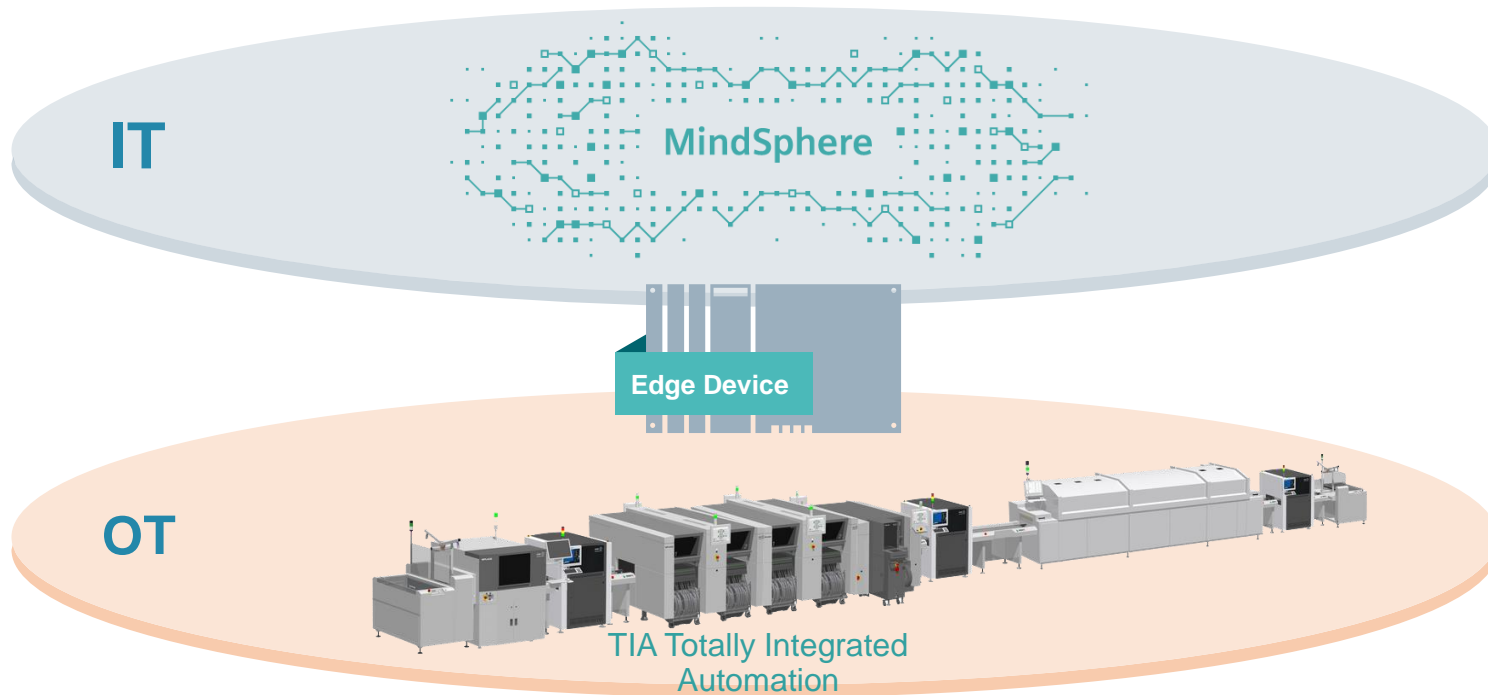 IT
MindSphere
Edge Device
OT
TIA Totally Integrated
Automation